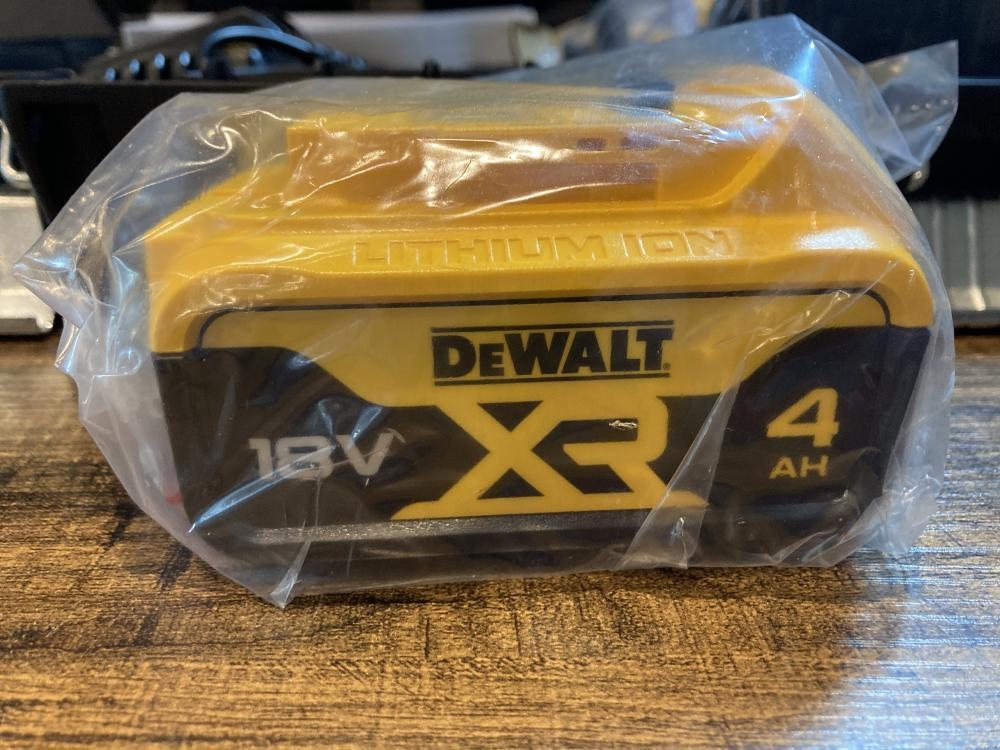 LITHIUM ION
DEWALT
18V
XR
4
AH